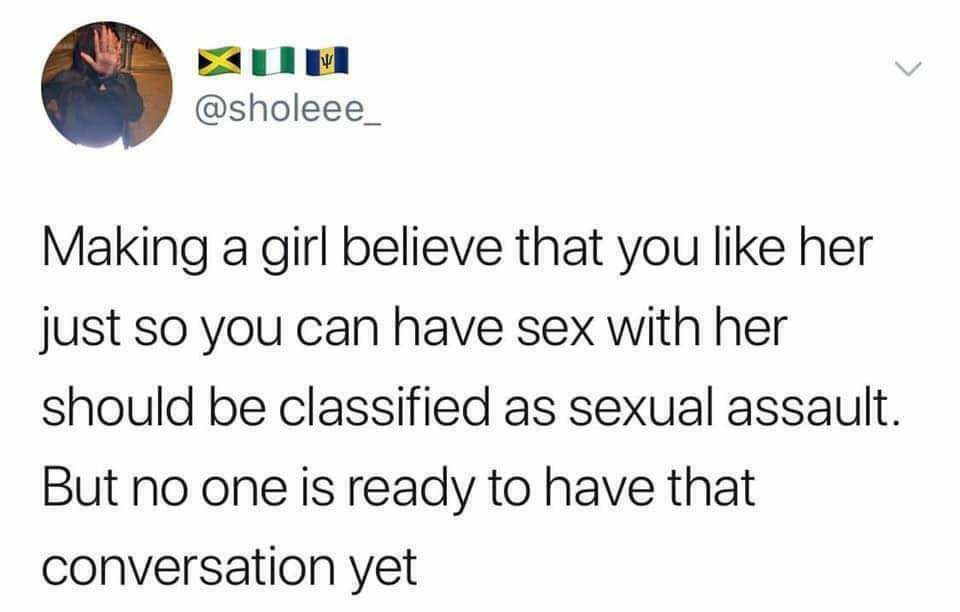 🇯🇲 🇳🇬 🇧🇧
@sholeee_
Making a girl believe that you like her
just so you can have sex with her
should be classified as sexual assault.
But no one is ready to have that
conversation yet